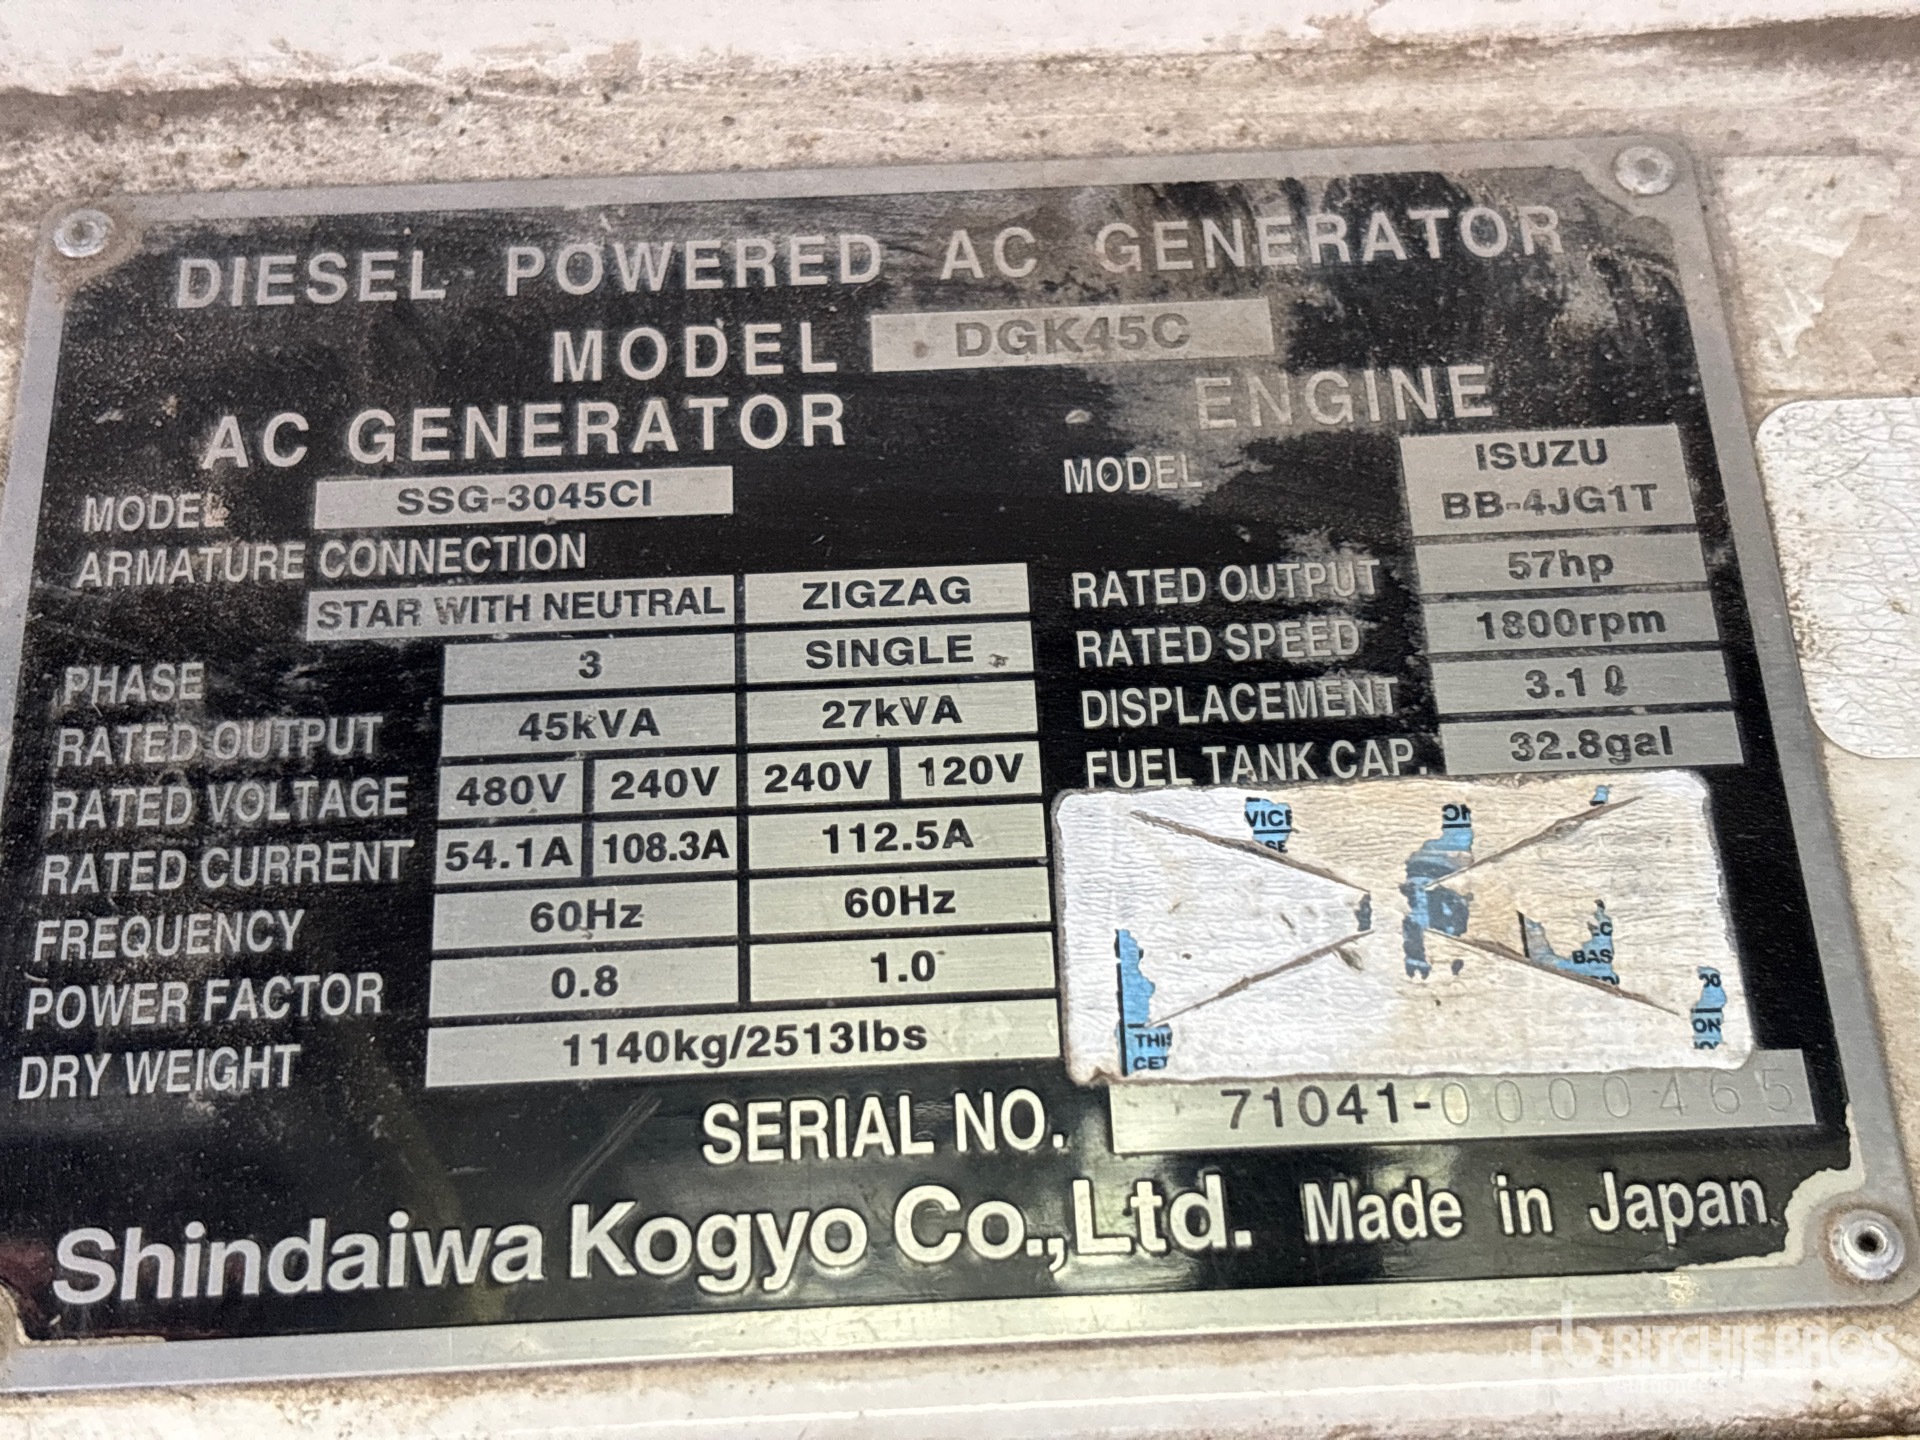 DIESEL POWERED AC GENERATOR
MODEL DGK45C
AC GENERATOR
MODEL SSG-3045CI
ARMATURE CONNECTION
STAR WITH NEUTRAL ZIGZAG
PHASE 3 SINGLE
RATED OUTPUT 45kVA 27kVA
RATED VOLTAGE 480V 240V 240V 120V
RATED CURRENT 54.1A 108.3A 112.5A
FREQUENCY 60Hz 60Hz
POWER FACTOR 0.8 1.0
DRY WEIGHT 1140kg/2513lbs
ENGINE
MODEL ISUZU
BB-4JG1T
RATED OUTPUT 57hp
RATED SPEED 1800rpm
DISPLACEMENT 3.1ℓ
FUEL TANK CAP. 32.8gal
SERIAL NO. 71041-0000465
Shindaiwa Kogyo Co.,Ltd. Made in Japan
rb RITCHIE BROS